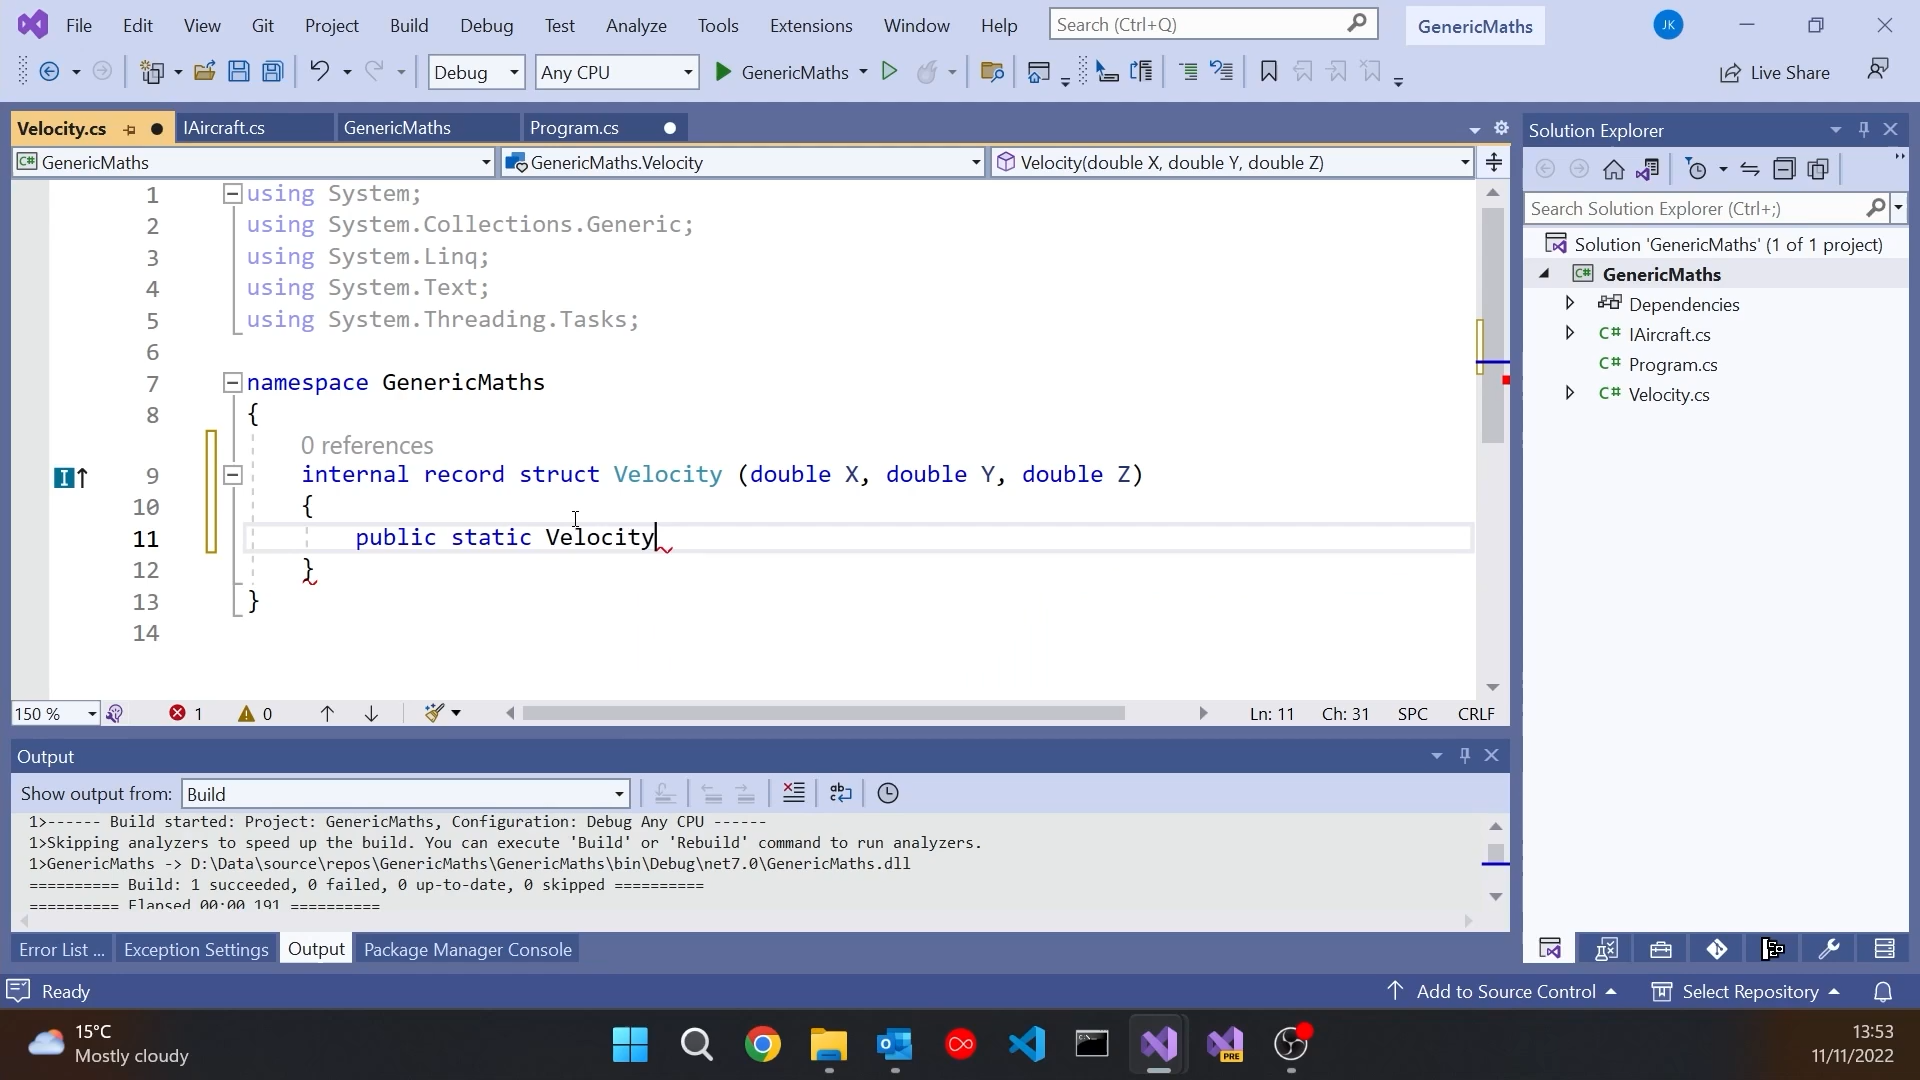 File Edit View Git Project Build Debug Test Analyze Tools Extensions Window Help Search (Ctrl+Q) GenericMaths JK
Debug Any CPU GenericMaths Live Share
Velocity.cs IAircraft.cs GenericMaths Program.cs
C# GenericMaths GenericMaths.Velocity Velocity(double X, double Y, double Z)
1 using System;
2 using System.Collections.Generic;
3 using System.Linq;
4 using System.Text;
5 using System.Threading.Tasks;
6
7 namespace GenericMaths
8 {
0 references
9 internal record struct Velocity (double X, double Y, double Z)
10 {
11 public static Velocity
12 }
13 }
14
150 % 1 0 Ln: 11 Ch: 31 SPC CRLF
Solution Explorer
Search Solution Explorer (Ctrl+;)
Solution 'GenericMaths' (1 of 1 project)
C# GenericMaths
Dependencies
C# IAircraft.cs
C# Program.cs
C# Velocity.cs
Output
Show output from: Build
1>------ Build started: Project: GenericMaths, Configuration: Debug Any CPU ------
1>Skipping analyzers to speed up the build. You can execute 'Build' or 'Rebuild' command to run analyzers.
1>GenericMaths -> D:\Data\source\repos\GenericMaths\GenericMaths\bin\Debug\net7.0\GenericMaths.dll
========== Build: 1 succeeded, 0 failed, 0 up-to-date, 0 skipped ==========
========== Elapsed 00:00.191 ==========
Error List ... Exception Settings Output Package Manager Console
Ready Add to Source Control Select Repository
15°C
Mostly cloudy
PRE
13:53
11/11/2022